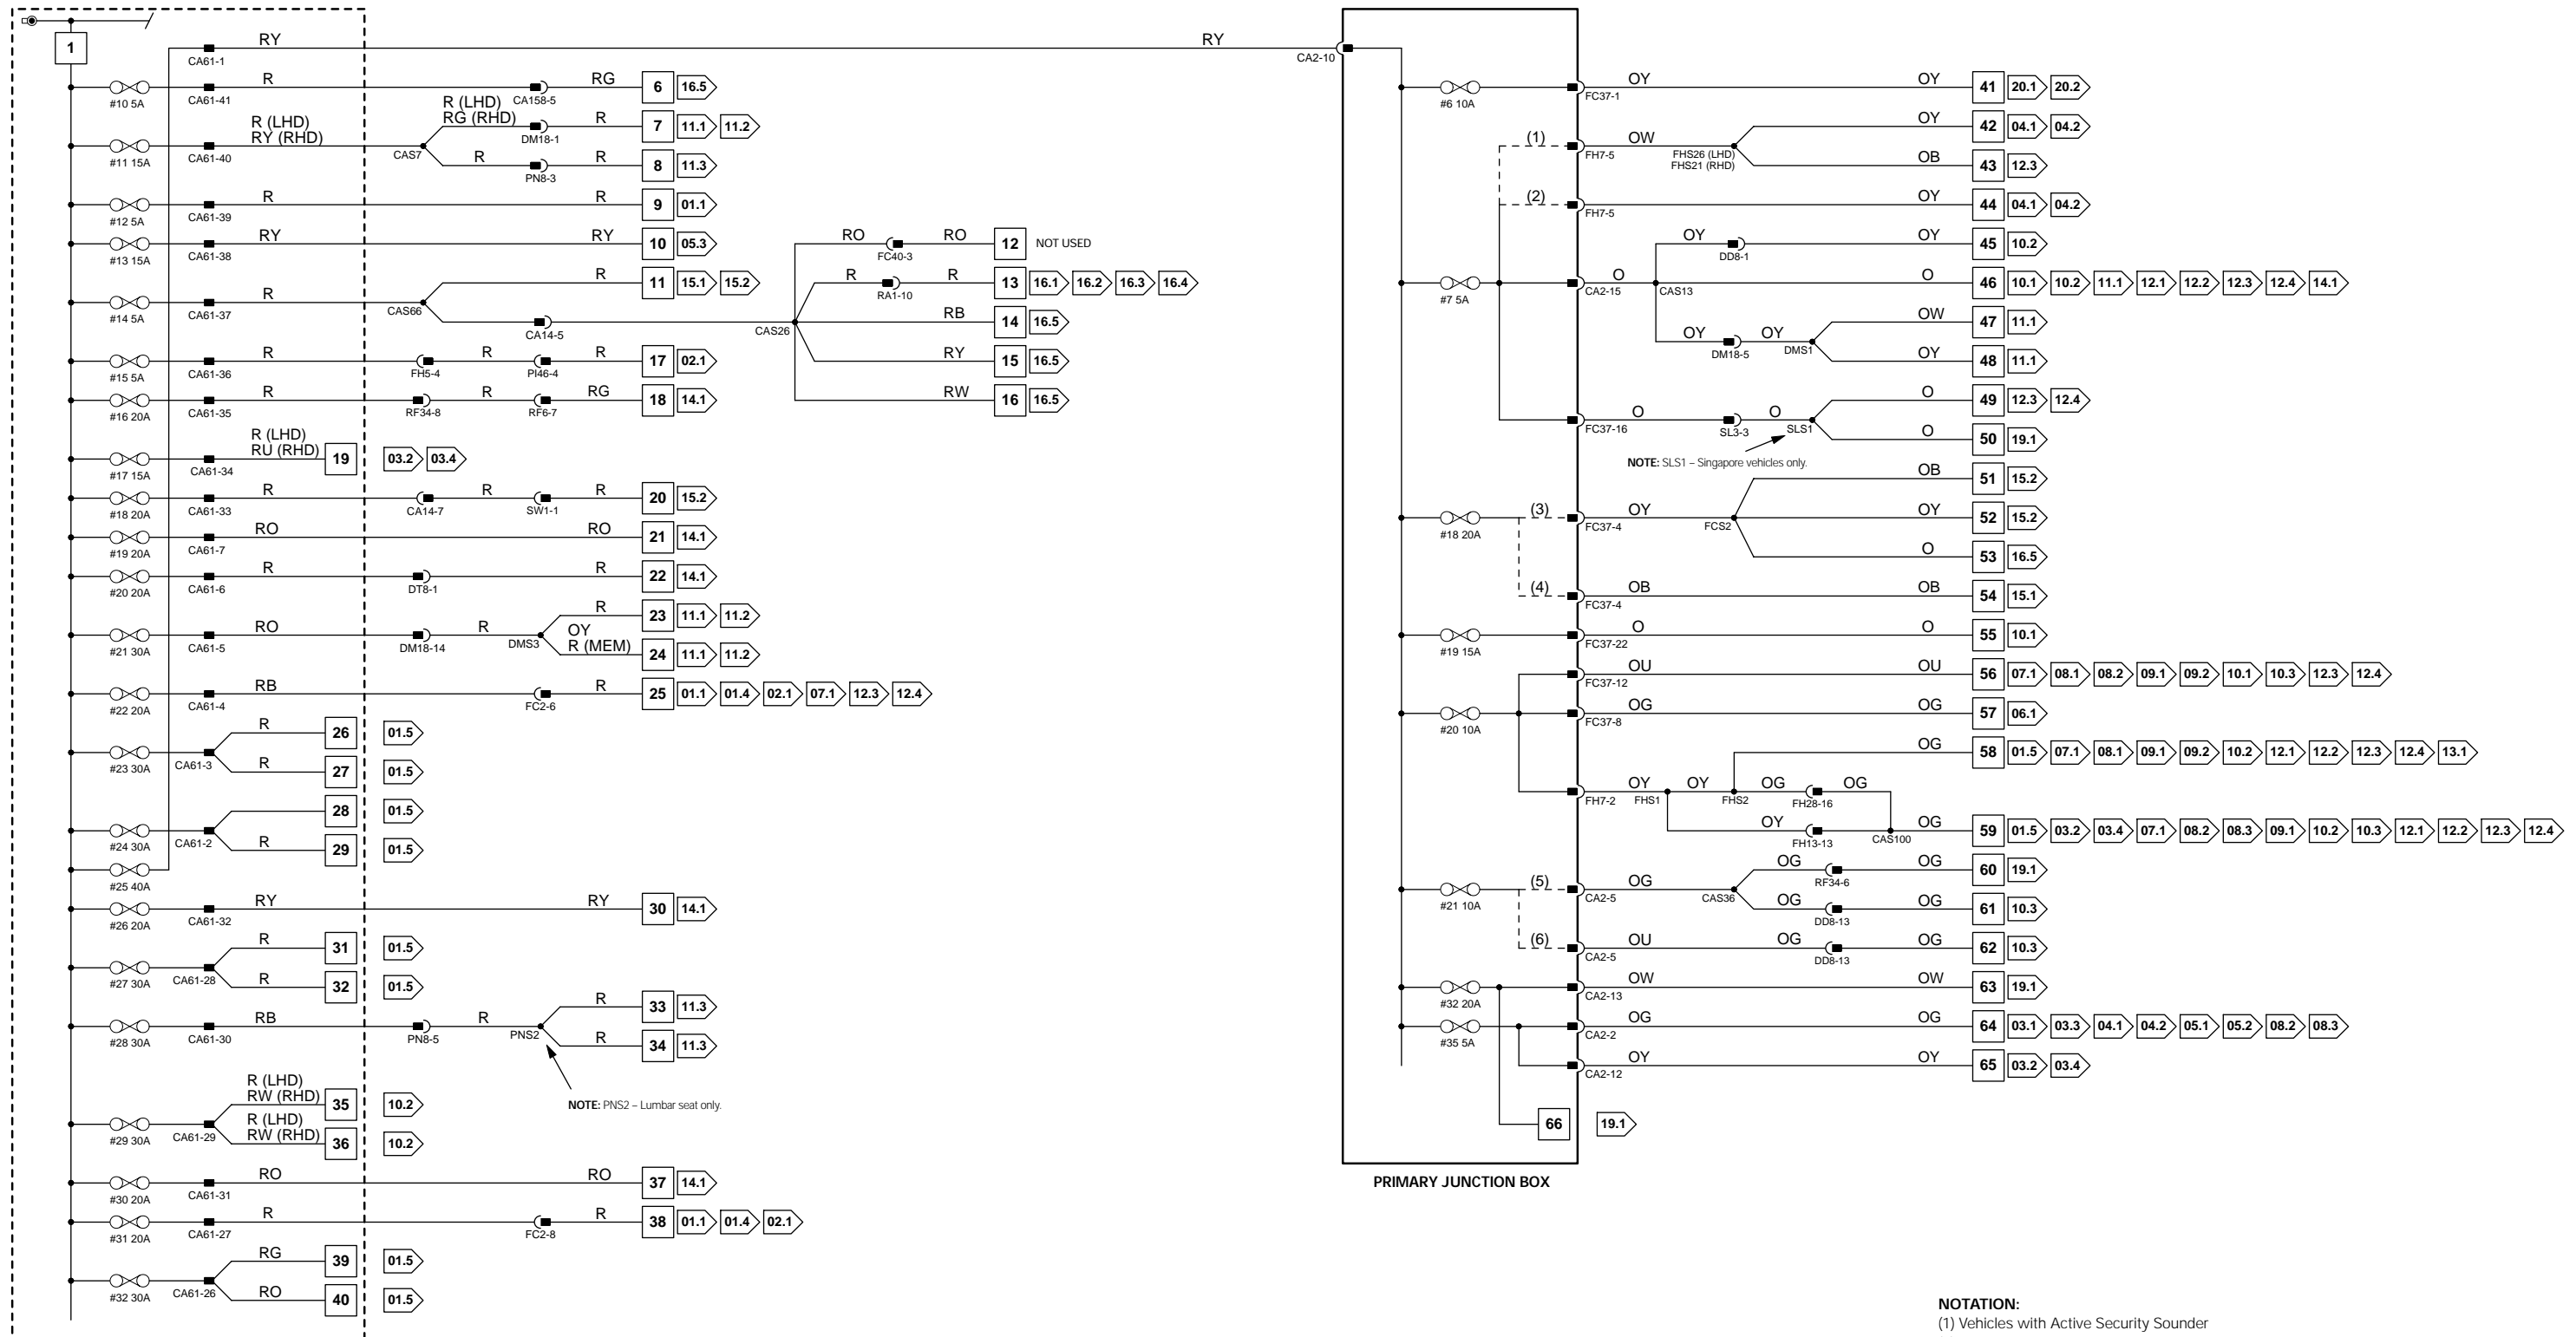 1
RY
RY
CA61-1
CA2-10
#10 5A
CA61-41
R
CA158-5
RG
6
16.5
#11 15A
CA61-40
R (LHD)
RY (RHD)
CAS7
R (LHD)
RG (RHD)
DM18-1
R
7
11.1
11.2
R
PN8-3
R
8
11.3
#12 5A
CA61-39
R
R
9
01.1
#13 15A
CA61-38
RY
RY
10
05.3
#14 5A
CA61-37
R
CAS66
R
11
15.1
15.2
CA14-5
CAS26
RO
FC40-3
RO
12
NOT USED
R
RA1-10
R
13
16.1
16.2
16.3
16.4
RB
14
16.5
RY
15
16.5
RW
16
16.5
#15 5A
CA61-36
R
FH5-4
R
PI46-4
R
17
02.1
#16 20A
CA61-35
R
RF34-8
R
RF6-7
RG
18
14.1
#17 15A
CA61-34
R (LHD)
RU (RHD)
19
03.2
03.4
#18 20A
CA61-33
R
CA14-7
R
SW1-1
R
20
15.2
#19 20A
CA61-7
RO
RO
21
14.1
#20 20A
CA61-6
R
DT8-1
R
22
14.1
#21 30A
CA61-5
RO
DM18-14
R
DMS3
R
23
11.1
11.2
OY
R (MEM)
24
11.1
11.2
#22 20A
CA61-4
RB
FC2-6
R
25
01.1
01.4
02.1
07.1
12.3
12.4
#23 30A
CA61-3
R
26
01.5
R
27
01.5
#24 30A
CA61-2
28
01.5
R
29
01.5
#25 40A
#26 20A
CA61-32
RY
RY
30
14.1
#27 30A
CA61-28
R
31
01.5
R
32
01.5
#28 30A
CA61-30
RB
PN8-5
R
PNS2
R
33
11.3
R
34
11.3
NOTE: PNS2 – Lumbar seat only.
#29 30A
CA61-29
R (LHD)
RW (RHD)
35
10.2
R (LHD)
RW (RHD)
36
10.2
#30 20A
CA61-31
RO
RO
37
14.1
#31 20A
CA61-27
R
FC2-8
R
38
01.1
01.4
02.1
#32 30A
CA61-26
RG
39
01.5
RO
40
01.5
#6 10A
FC37-1
OY
OY
41
20.1
20.2
#7 5A
(1)
FH7-5
OW
FHS26 (LHD)
FHS21 (RHD)
OY
42
04.1
04.2
OB
43
12.3
(2)
FH7-5
OY
44
04.1
04.2
CA2-15
O
CAS13
OY
DD8-1
OY
45
10.2
O
46
10.1
10.2
11.1
12.1
12.2
12.3
12.4
14.1
OY
DM18-5
OY
DMS1
OW
47
11.1
OY
48
11.1
FC37-16
O
SL3-3
O
SLS1
O
49
12.3
12.4
O
50
19.1
NOTE: SLS1 – Singapore vehicles only.
#18 20A
(3)
FC37-4
OY
FCS2
OB
51
15.2
OY
52
15.2
O
53
16.5
(4)
FC37-4
OB
OB
54
15.1
#19 15A
FC37-22
O
O
55
10.1
#20 10A
FC37-12
OU
OU
56
07.1
08.1
08.2
09.1
09.2
10.1
10.3
12.3
12.4
FC37-8
OG
OG
57
06.1
FH7-2
OY
FHS1
OY
FHS2
OG
58
01.5
07.1
08.1
09.1
09.2
10.2
12.1
12.2
12.3
12.4
13.1
OG
FH28-16
OG
OY
FH13-13
CAS100
OG
59
01.5
03.2
03.4
07.1
08.2
08.3
09.1
10.2
10.3
12.1
12.2
12.3
12.4
#21 10A
(5)
CA2-5
OG
CAS36
OG
RF34-6
OG
60
19.1
OG
DD8-13
OG
61
10.3
(6)
CA2-5
OU
OG
DD8-13
OG
62
10.3
#32 20A
CA2-13
OW
OW
63
19.1
#35 5A
CA2-2
OG
OG
64
03.1
03.3
04.1
04.2
05.1
05.2
08.2
08.3
CA2-12
OY
OY
65
03.2
03.4
66
19.1
PRIMARY JUNCTION BOX
NOTATION:
(1) Vehicles with Active Security Sounder